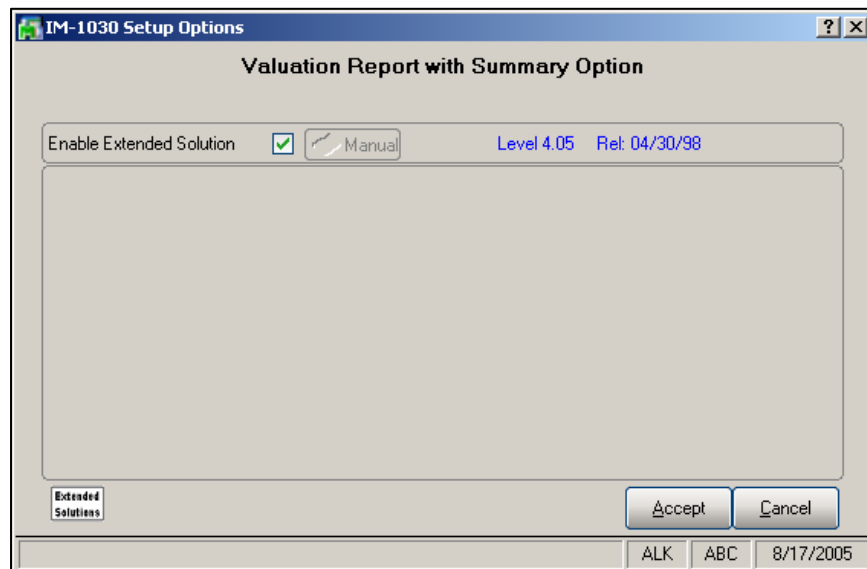 IM-1030 Setup Options
Valuation Report with Summary Option
Enable Extended Solution Manual Level 4.05 Rel: 04/30/98
Extended
Solutions
Accept Cancel
ALK ABC 8/17/2005